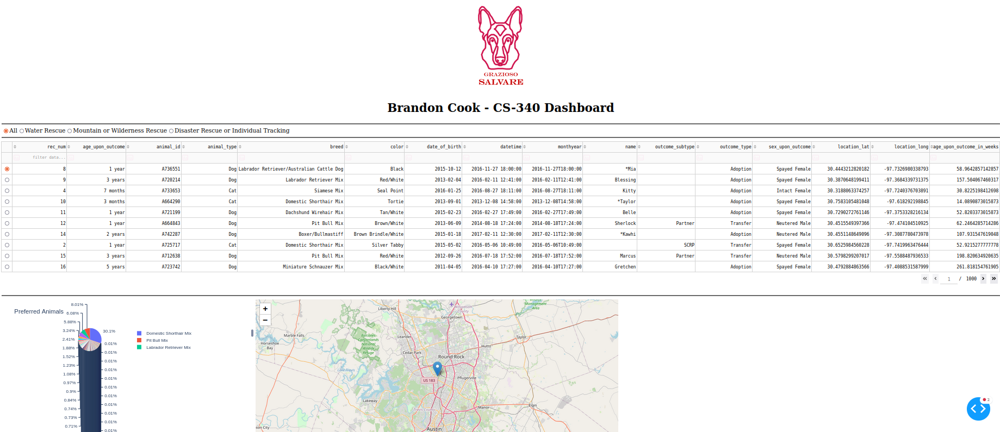 GRAZIOSO
SALVARE
Brandon Cook - CS-340 Dashboard
All Water Rescue Mountain or Wilderness Rescue Disaster Rescue or Individual Tracking
rec_num age_upon_outcome animal_id animal_type breed color date_of_birth datetime monthyear name outcome_subtype outcome_type sex_upon_outcome location_lat location_long age_upon_outcome_in_weeks
filter data...
8 1 year A736551 Dog Labrador Retriever/Australian Cattle Dog Black 2015-10-12 2016-11-27 18:00:00 2016-11-27T18:00:00 *Mia Adoption Spayed Female 30.4443212820182 -97.7326980338793 58.9642857142857
9 3 years A720214 Dog Labrador Retriever Mix Red/White 2013-02-04 2016-02-11 12:41:00 2016-02-11T12:41:00 Blessing Adoption Spayed Female 30.3870648199411 -97.3684339731375 157.504067460317
4 7 months A733653 Cat Siamese Mix Seal Point 2016-01-25 2016-08-27 18:11:00 2016-08-27T18:11:00 Kitty Adoption Intact Female 30.3188063374257 -97.7240376703891 30.8225198412698
10 3 months A664290 Cat Domestic Shorthair Mix Tortie 2013-09-01 2013-12-08 14:58:00 2013-12-08T14:58:00 *Taylor Adoption Spayed Female 30.7583105481048 -97.618292198845 14.0890873015873
11 1 year A721199 Dog Dachshund Wirehair Mix Tan/White 2015-02-23 2016-02-27 17:49:00 2016-02-27T17:49:00 Belle Adoption Spayed Female 30.7290272761146 -97.3753328216134 52.8203373015873
12 1 year A664843 Dog Pit Bull Mix Brown/White 2013-06-09 2014-08-18 17:24:00 2014-08-18T17:24:00 Sherlock Partner Transfer Neutered Male 30.4515549397366 -97.474104510925 62.2464285714286
14 2 years A742287 Dog Boxer/Bullmastiff Brown Brindle/White 2015-01-18 2017-02-11 12:30:00 2017-02-11T12:30:00 *Kawhi Adoption Neutered Male 30.4551148649096 -97.3087780473978 107.931547619048
2 1 year A725717 Cat Domestic Shorthair Mix Silver Tabby 2015-05-02 2016-05-06 10:49:00 2016-05-06T10:49:00 SCRP Transfer Spayed Female 30.6525984560228 -97.7419963476444 52.9215277777778
15 3 years A712638 Dog Pit Bull Mix Red/White 2012-09-26 2016-07-18 17:52:00 2016-07-18T17:52:00 Marcus Partner Transfer Neutered Male 30.5798299207017 -97.5588487936533 198.820634920635
16 5 years A723742 Dog Miniature Schnauzer Mix Black/White 2011-04-05 2016-04-10 17:27:00 2016-04-10T17:27:00 Gretchen Adoption Spayed Female 30.4792884863566 -97.4088531587999 261.818154761905
« ‹ 1 / 1000 › »
Preferred Animals
8.01%
6.08%
5.88%
3.24%
2.41%
1.88%
1.52%
1.23%
1.08%
0.97%
0.9%
0.84%
0.74%
0.73%
0.71%
30.1%
0.01%
0.01%
0.01%
0.01%
0.01%
0.01%
0.01%
0.01%
0.01%
0.01%
0.01%
Domestic Shorthair Mix
Pit Bull Mix
Labrador Retriever Mix
+
−
Liberty Hill
Williamson
County
Georgetown
Management
Area
Marble Falls
Balcones
Canyonlands
National
Wildlife
Refuge
Leander
Taylor
Horseshoe
Bay
Hutto
Cedar Park
Round Rock
Lake Travis
US 183
Pflugerville
Lakeway
Travis County
Manor
Elgin
son City
Austin
2